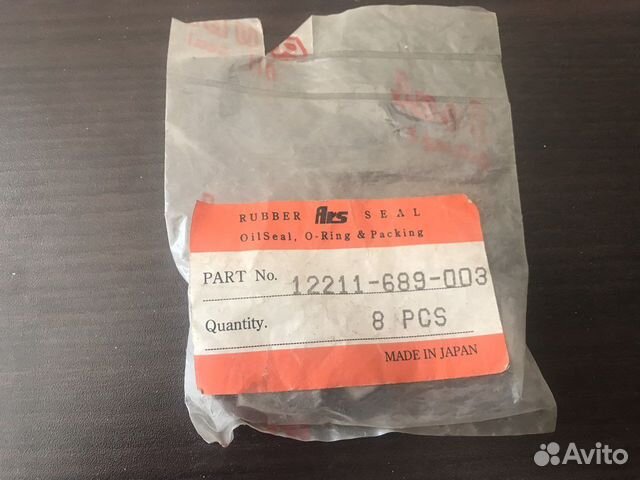 RUBBER Ars SEAL
OilSeal, O-Ring & Packing
PART No. 12211-689-003
Quantity. 8 PCS
MADE IN JAPAN
Avito